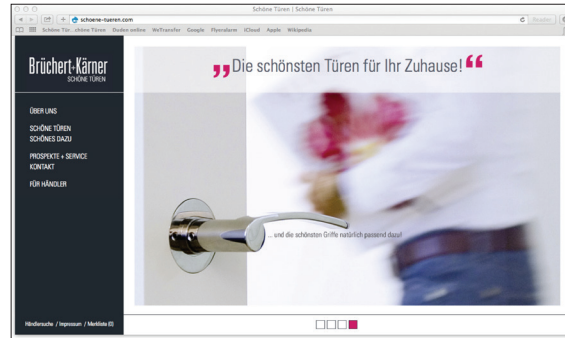 Schöne Türen | Schöne Türen
schoene-tueren.com
Reader
Schöne Tür...chöne Türen Duden online WeTransfer Google Flyeralarm iCloud Apple Wikipedia
Brüchert+Kärner
SCHÖNE TÜREN
„Die schönsten Türen für Ihr Zuhause!“
ÜBER UNS
SCHÖNE TÜREN
SCHÖNES DAZU
PROSPEKTE + SERVICE
KONTAKT
FÜR HÄNDLER
... und die schönsten Griffe natürlich passend dazu!
Händlersuche / Impressum / Merkliste (0)